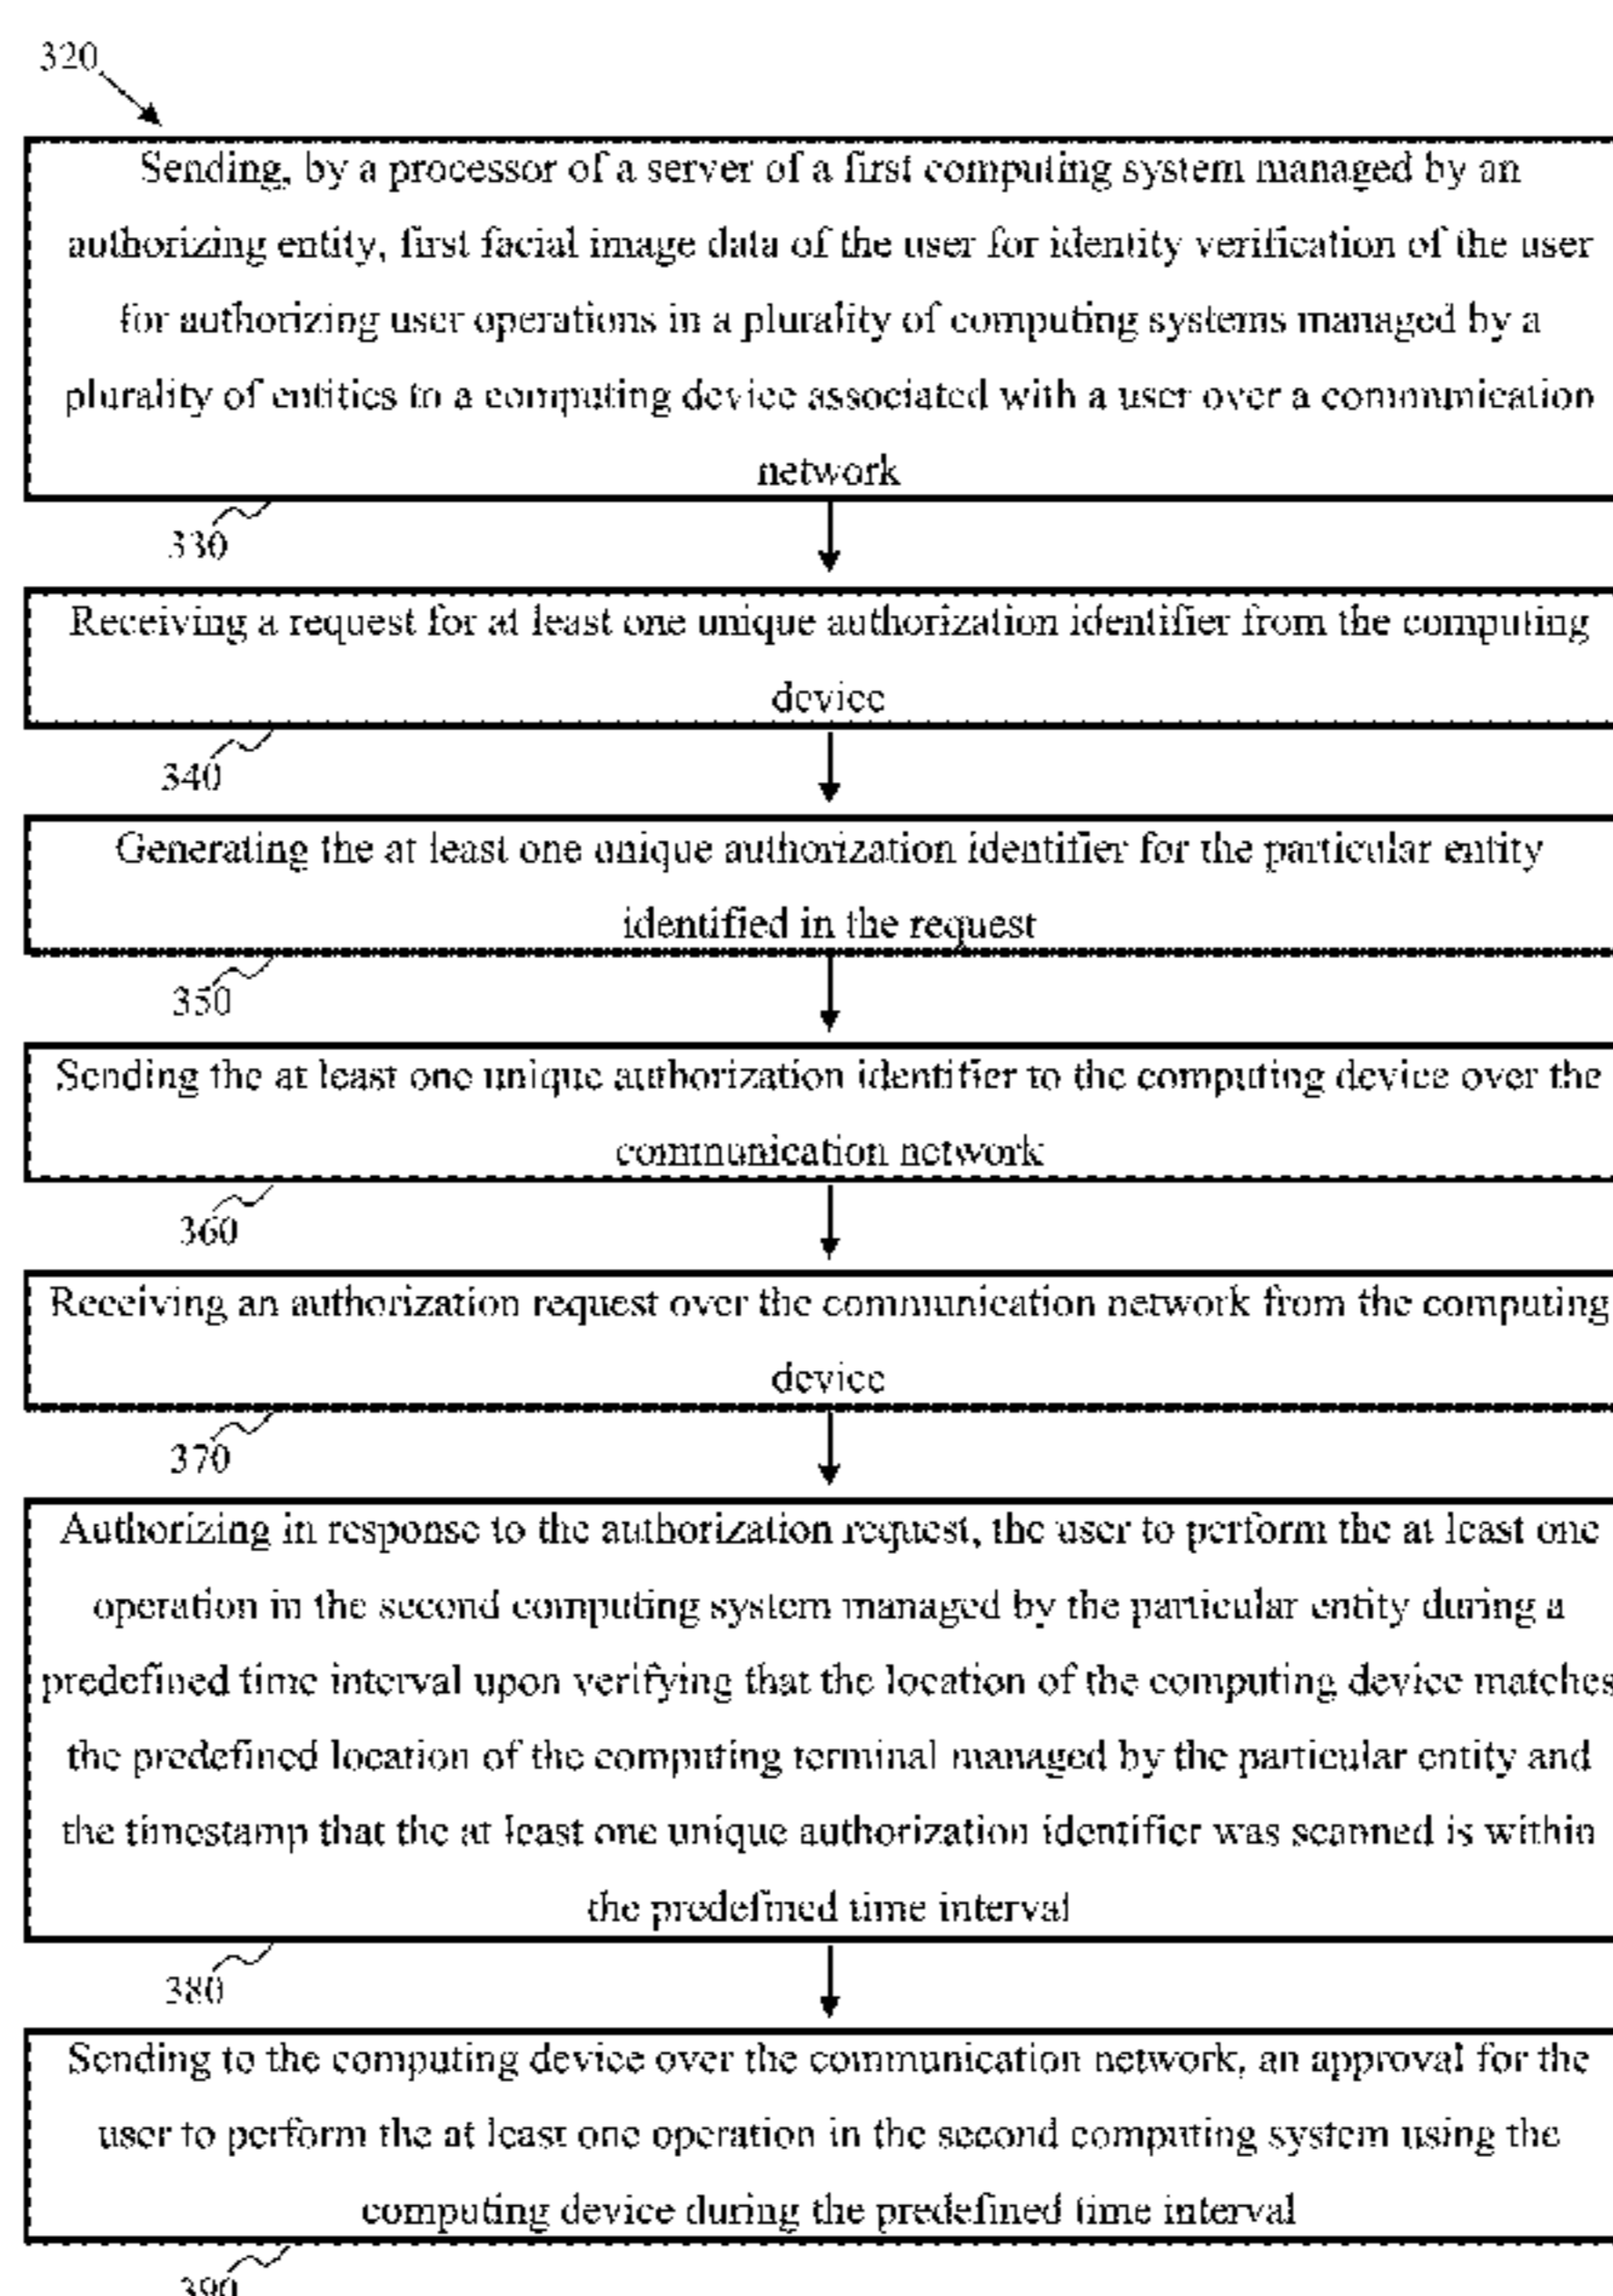 320
Sending, by a processor of a server of a first computing system managed by an
authorizing entity, first facial image data of the user for identity verification of the user
for authorizing user operations in a plurality of computing systems managed by a
plurality of entities to a computing device associated with a user over a communication
network
330
Receiving a request for at least one unique authorization identifier from the computing
device
340
Generating the at least one unique authorization identifier for the particular entity
identified in the request
350
Sending the at least one unique authorization identifier to the computing device over the
communication network
360
Receiving an authorization request over the communication network from the computing
device
370
Authorizing in response to the authorization request, the user to perform the at least one
operation in the second computing system managed by the particular entity during a
predefined time interval upon verifying that the location of the computing device matches
the predefined location of the computing terminal managed by the particular entity and
the timestamp that the at least one unique authorization identifier was scanned is within
the predefined time interval
380
Sending to the computing device over the communication network, an approval for the
user to perform the at least one operation in the second computing system using the
computing device during the predefined time interval
390